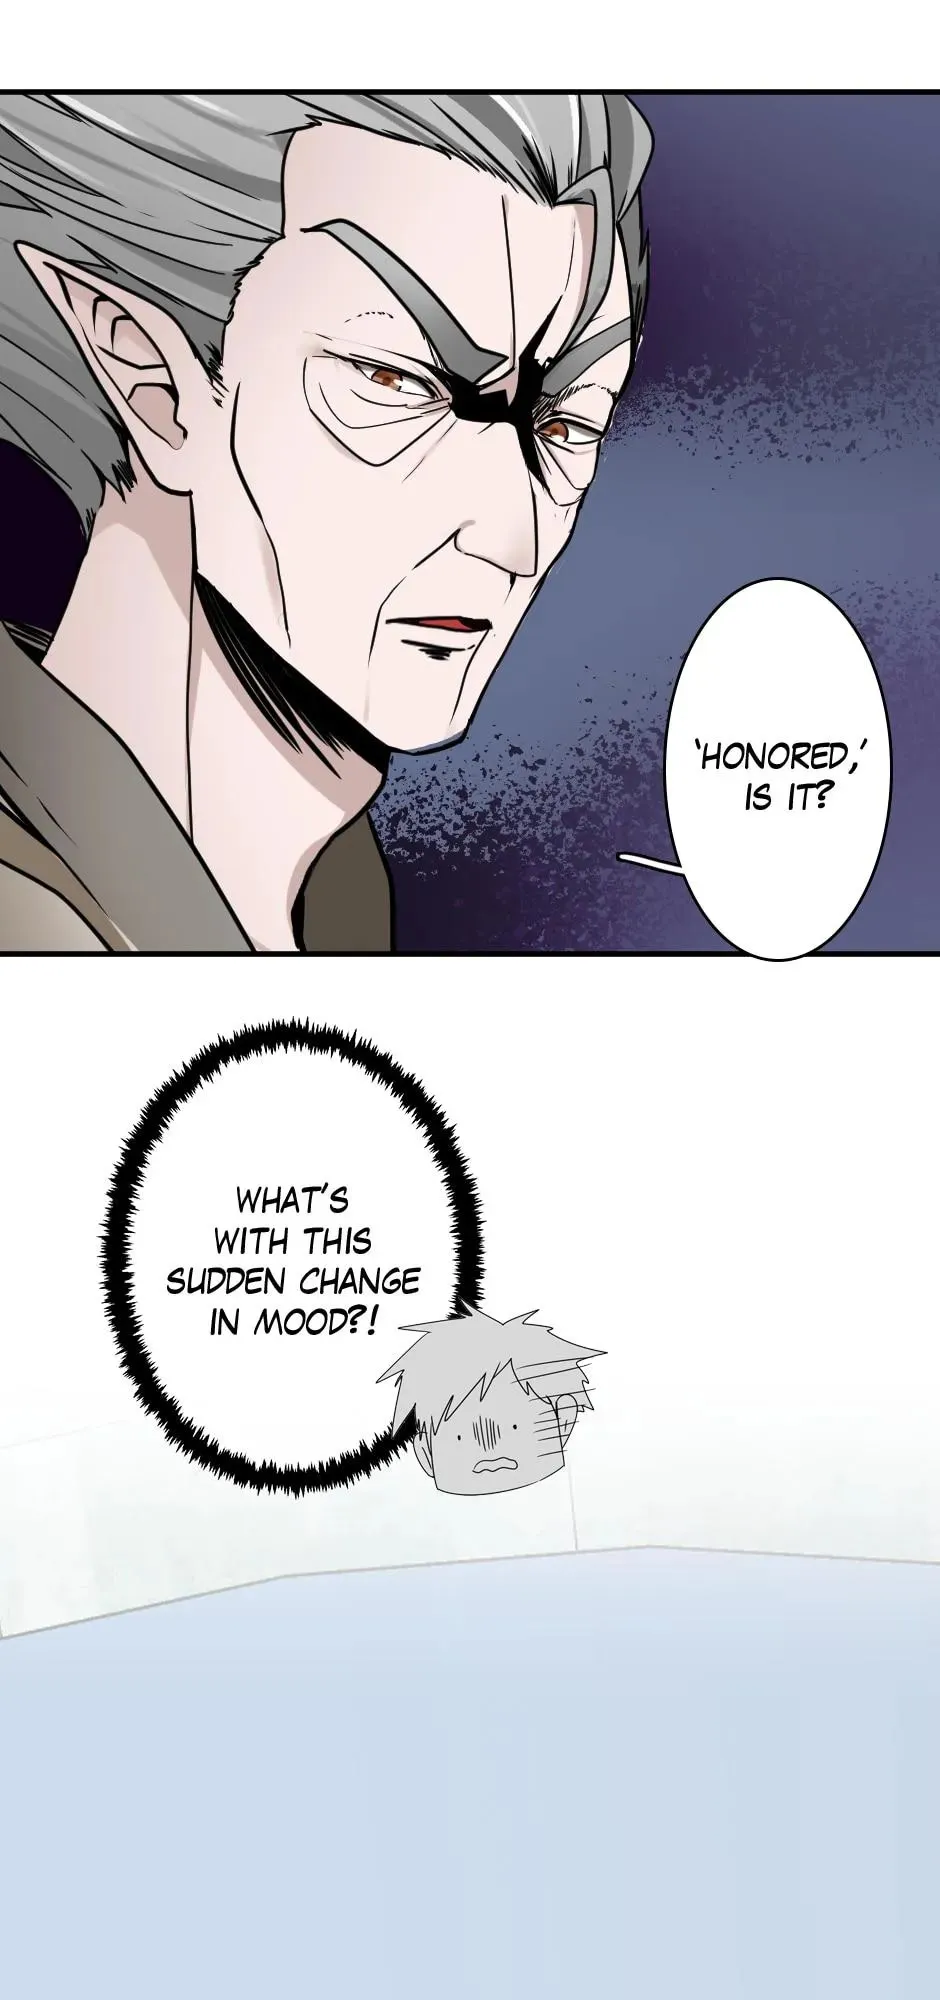 ‘HONORED,’
IS IT?
WHAT'S
WITH THIS
SUDDEN CHANGE
IN MOOD?!